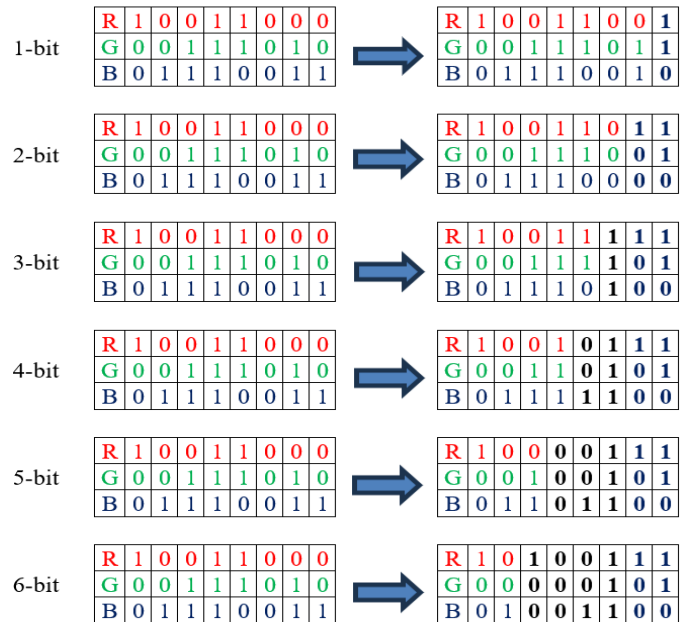 R 1 0 0 1 1 0 0 0 R 1 0 0 1 1 0 0 1
1-bit G 0 0 1 1 1 0 1 0 G 0 0 1 1 1 0 1 1
B 0 1 1 1 0 0 1 1 B 0 1 1 1 0 0 1 0
R 1 0 0 1 1 0 0 0 R 1 0 0 1 1 0 1 1
2-bit G 0 0 1 1 1 0 1 0 G 0 0 1 1 1 0 0 1
B 0 1 1 1 0 0 1 1 B 0 1 1 1 0 0 0 0
R 1 0 0 1 1 0 0 0 R 1 0 0 1 1 1 1 1
3-bit G 0 0 1 1 1 0 1 0 G 0 0 1 1 1 1 0 1
B 0 1 1 1 0 0 1 1 B 0 1 1 1 0 1 0 0
R 1 0 0 1 1 0 0 0 R 1 0 0 1 0 1 1 1
4-bit G 0 0 1 1 1 0 1 0 G 0 0 1 1 0 1 0 1
B 0 1 1 1 0 0 1 1 B 0 1 1 1 1 1 0 0
R 1 0 0 1 1 0 0 0 R 1 0 0 0 0 1 1 1
5-bit G 0 0 1 1 1 0 1 0 G 0 0 1 0 0 1 0 1
B 0 1 1 1 0 0 1 1 B 0 1 1 0 1 1 0 0
R 1 0 0 1 1 0 0 0 R 1 0 1 0 0 1 1 1
6-bit G 0 0 1 1 1 0 1 0 G 0 0 0 0 0 1 0 1
B 0 1 1 1 0 0 1 1 B 0 1 0 0 1 1 0 0